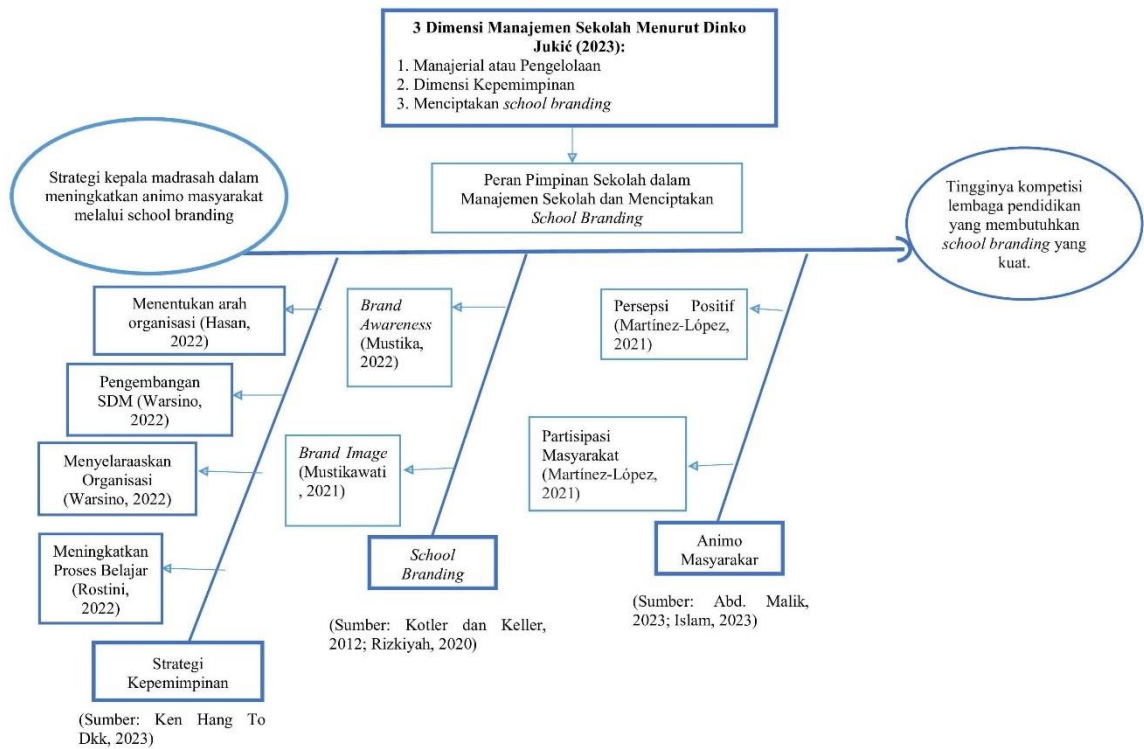 3 Dimensi Manajemen Sekolah Menurut Dinko
Jukić (2023):
1. Manajerial atau Pengelolaan
2. Dimensi Kepemimpinan
3. Menciptakan school branding
Strategi kepala madrasah dalam
meningkatkan animo masyarakat
melalui school branding
Peran Pimpinan Sekolah dalam
Manajemen Sekolah dan Menciptakan
School Branding
Tingginya kompetisi
lembaga pendidikan
yang membutuhkan
school branding yang
kuat.
Menentukan arah
organisasi (Hasan,
2022)
Pengembangan
SDM (Warsino,
2022)
Menyelaraaskan
Organisasi
(Warsino, 2022)
Meningkatkan
Proses Belajar
(Rostini,
2022)
Strategi
Kepemimpinan
(Sumber: Ken Hang To
Dkk, 2023)
Brand
Awareness
(Mustika,
2022)
Brand Image
(Mustikawati
, 2021)
School
Branding
(Sumber: Kotler dan Keller,
2012; Rizkiyah, 2020)
Persepsi Positif
(Martínez-López,
2021)
Partisipasi
Masyarakat
(Martínez-López,
2021)
Animo
Masyarakar
(Sumber: Abd. Malik,
2023; Islam, 2023)